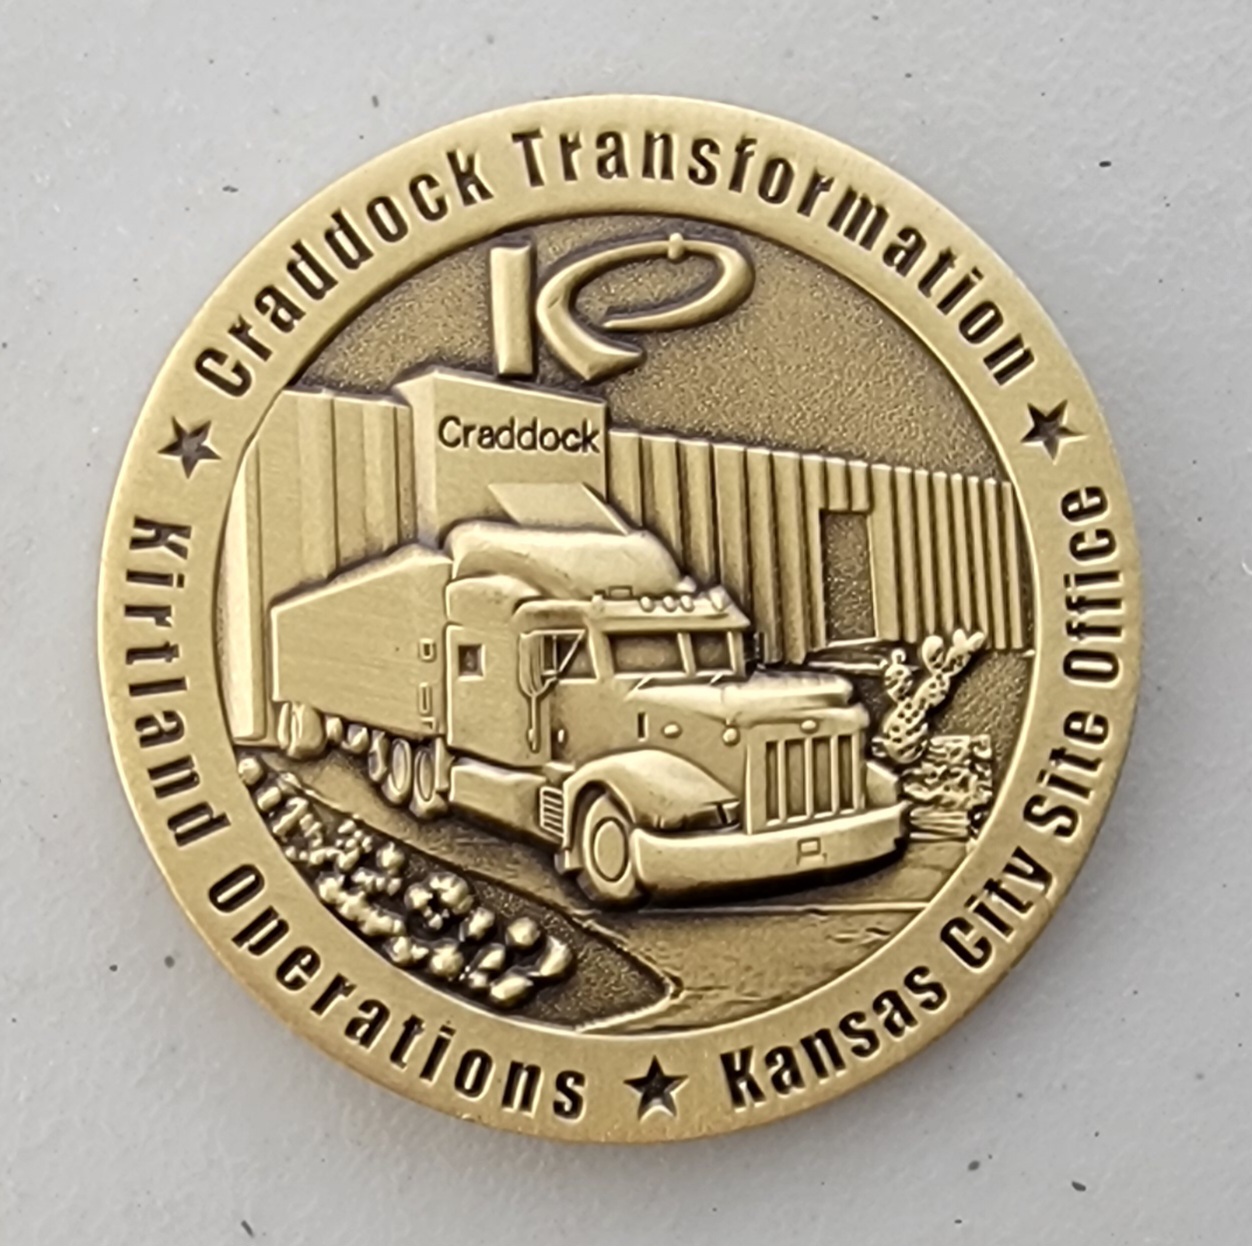 Craddock Transformation
Craddock
Kirtland Operations
Kansas City Site Office